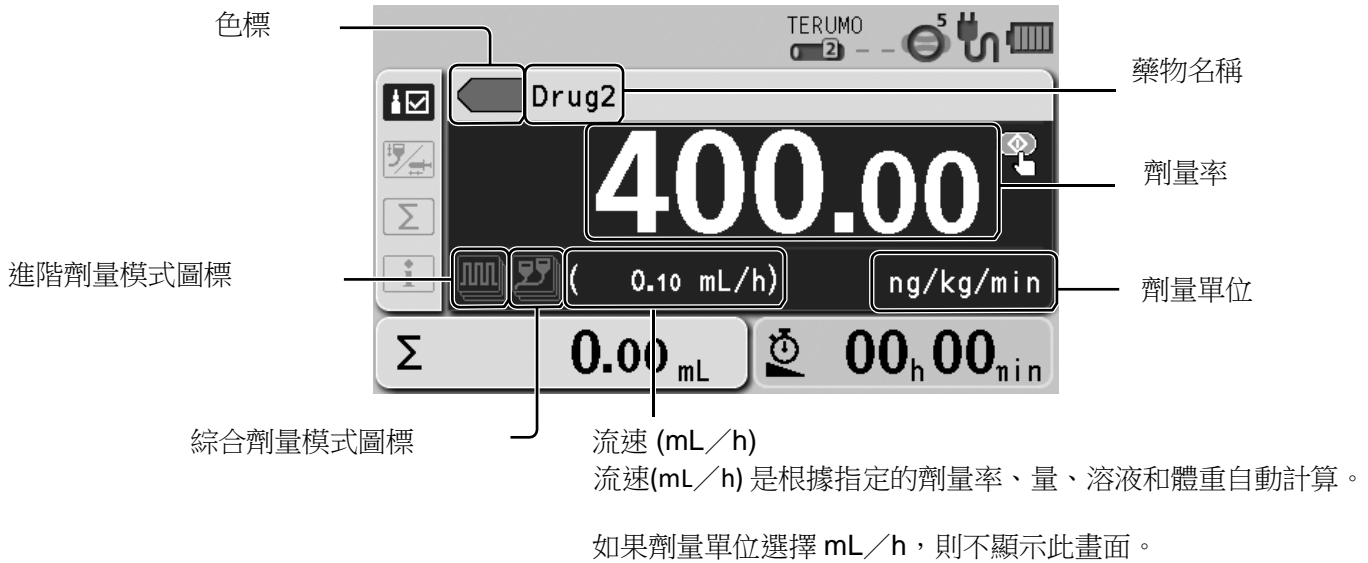 色標
TERUMO
2
5
藥物名稱
Drug2
400.00
劑量率
進階劑量模式圖標
( 0.10 mL/h)
ng/kg/min
劑量單位
Σ
i
Σ 0.00 mL
00h 00min
綜合劑量模式圖標
流速 (mL／h)
流速(mL／h) 是根據指定的劑量率、量、溶液和體重自動計算。
如果劑量單位選擇 mL／h，則不顯示此畫面。